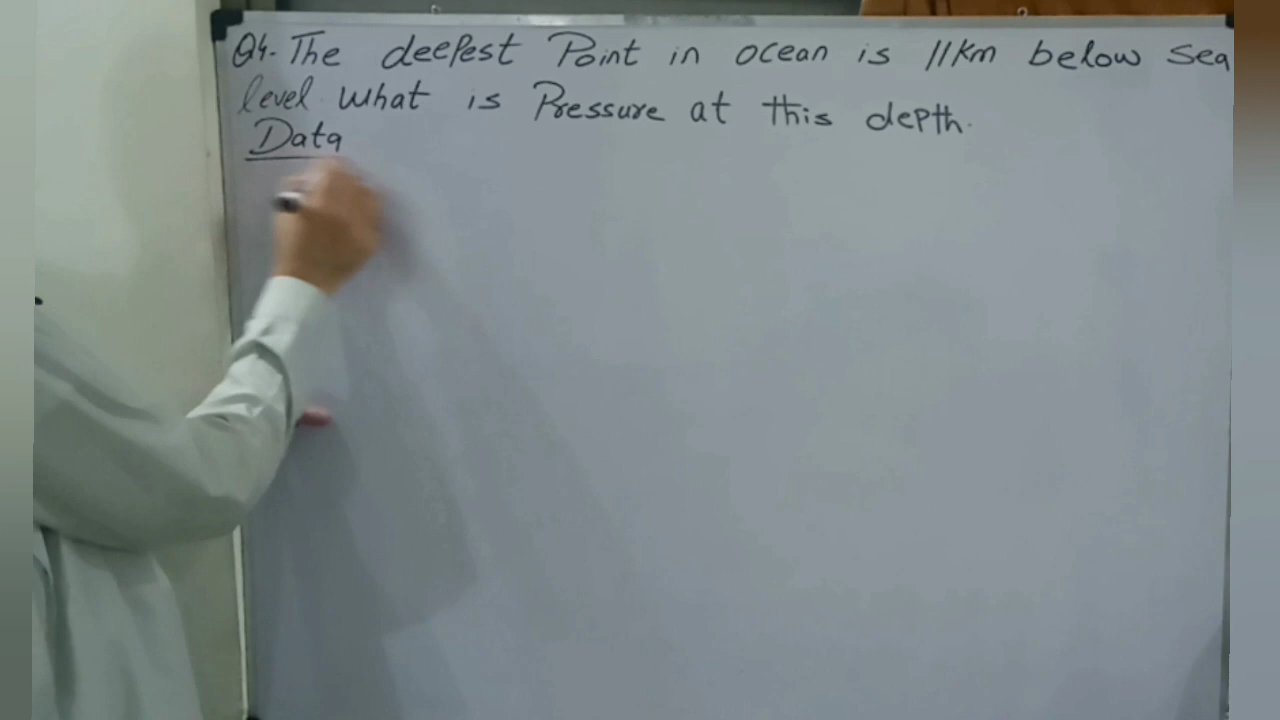 Q4. The deepest Point in ocean is 11km below sea
level what is Pressure at this depth.
Data